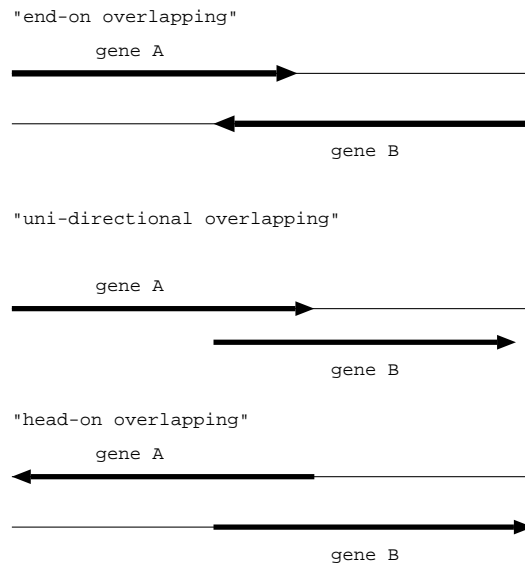 "end-on overlapping"
gene A
gene B
"uni-directional overlapping"
gene A
gene B
"head-on overlapping"
gene A
gene B